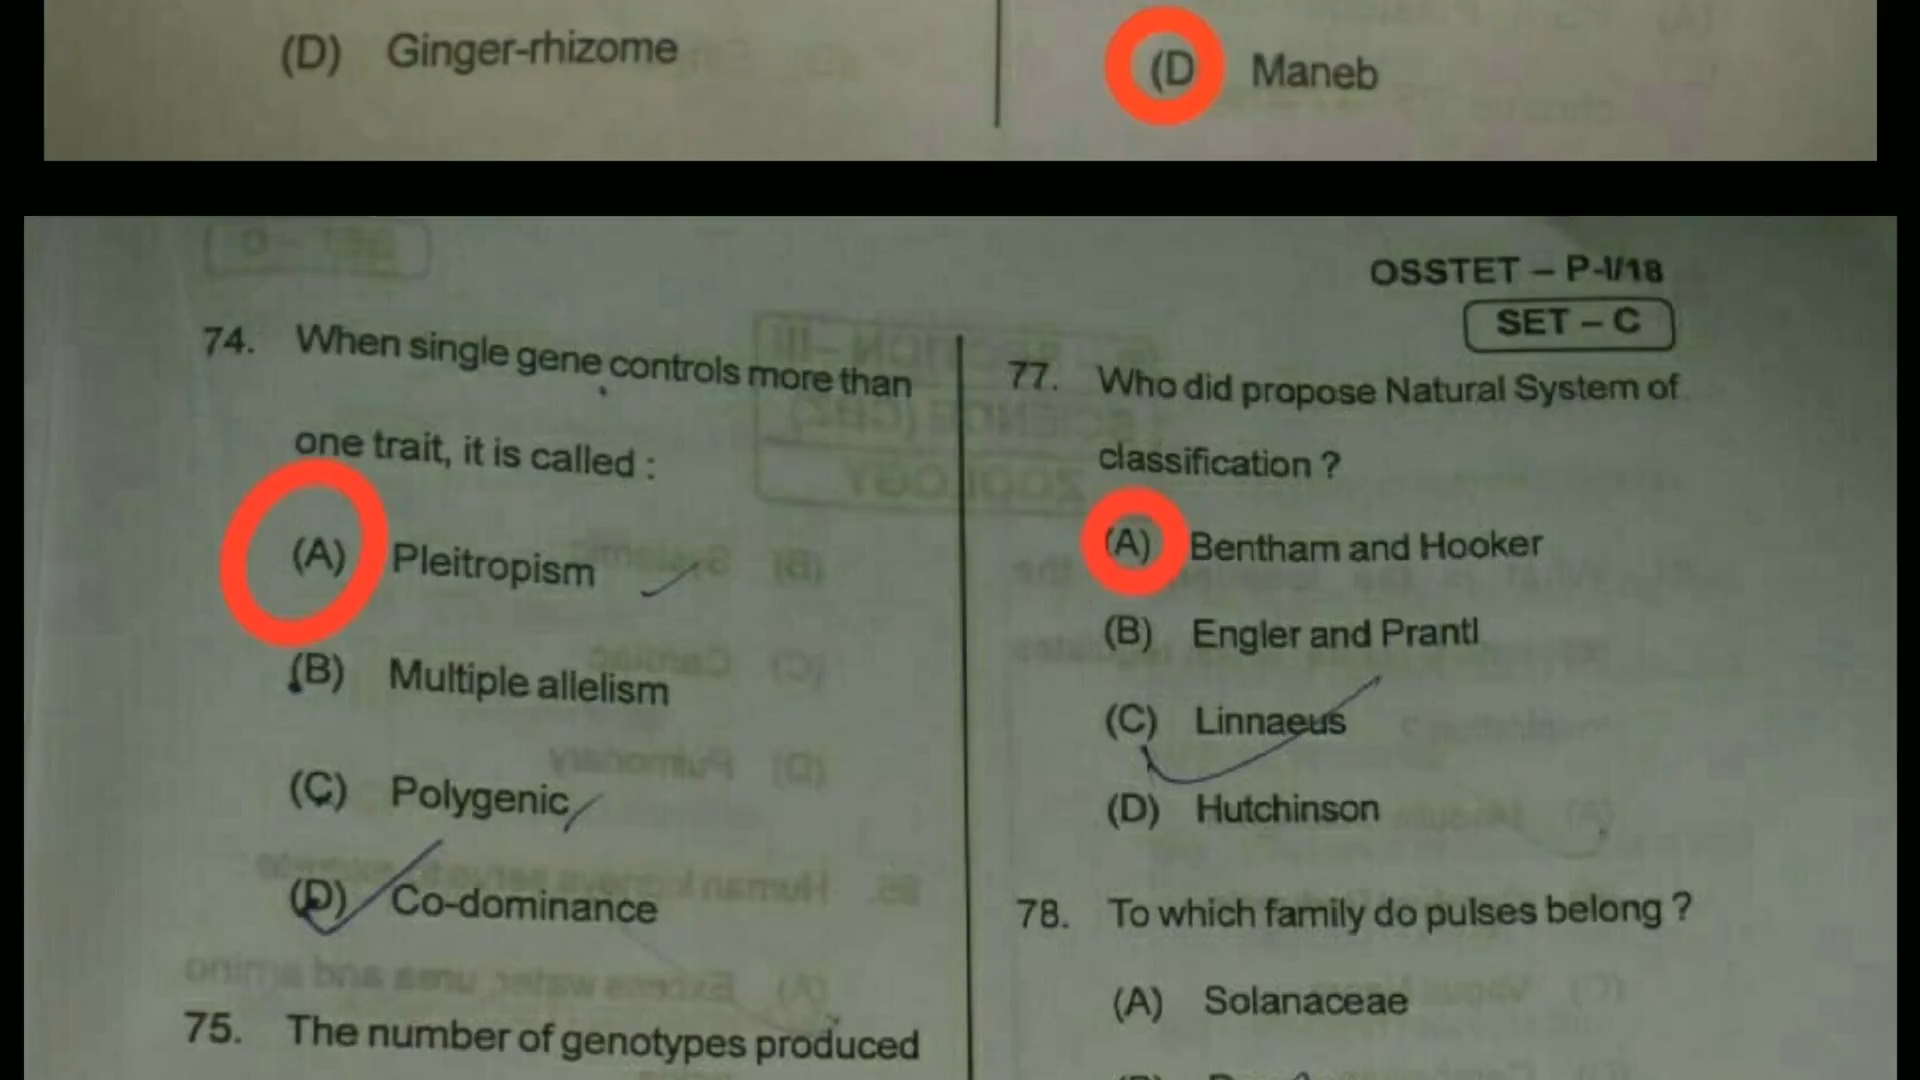 (D) Ginger-rhizome
(D Maneb
OSSTET – P-I/18
SET – C
74. When single gene controls more than
one trait, it is called :
(A) Pleitropism
(B) Multiple allelism
(C) Polygenic
(D) Co-dominance
75. The number of genotypes produced
77. Who did propose Natural System of
classification ?
(A) Bentham and Hooker
(B) Engler and Prantl
(C) Linnaeus
(D) Hutchinson
78. To which family do pulses belong ?
(A) Solanaceae